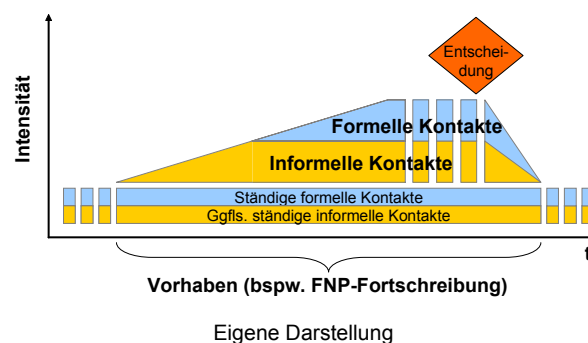 Entschei-
dung
Intensität
Formelle Kontakte
Informelle Kontakte
Ständige formelle Kontakte
Ggfls. ständige informelle Kontakte
t
Vorhaben (bspw. FNP-Fortschreibung)
Eigene Darstellung